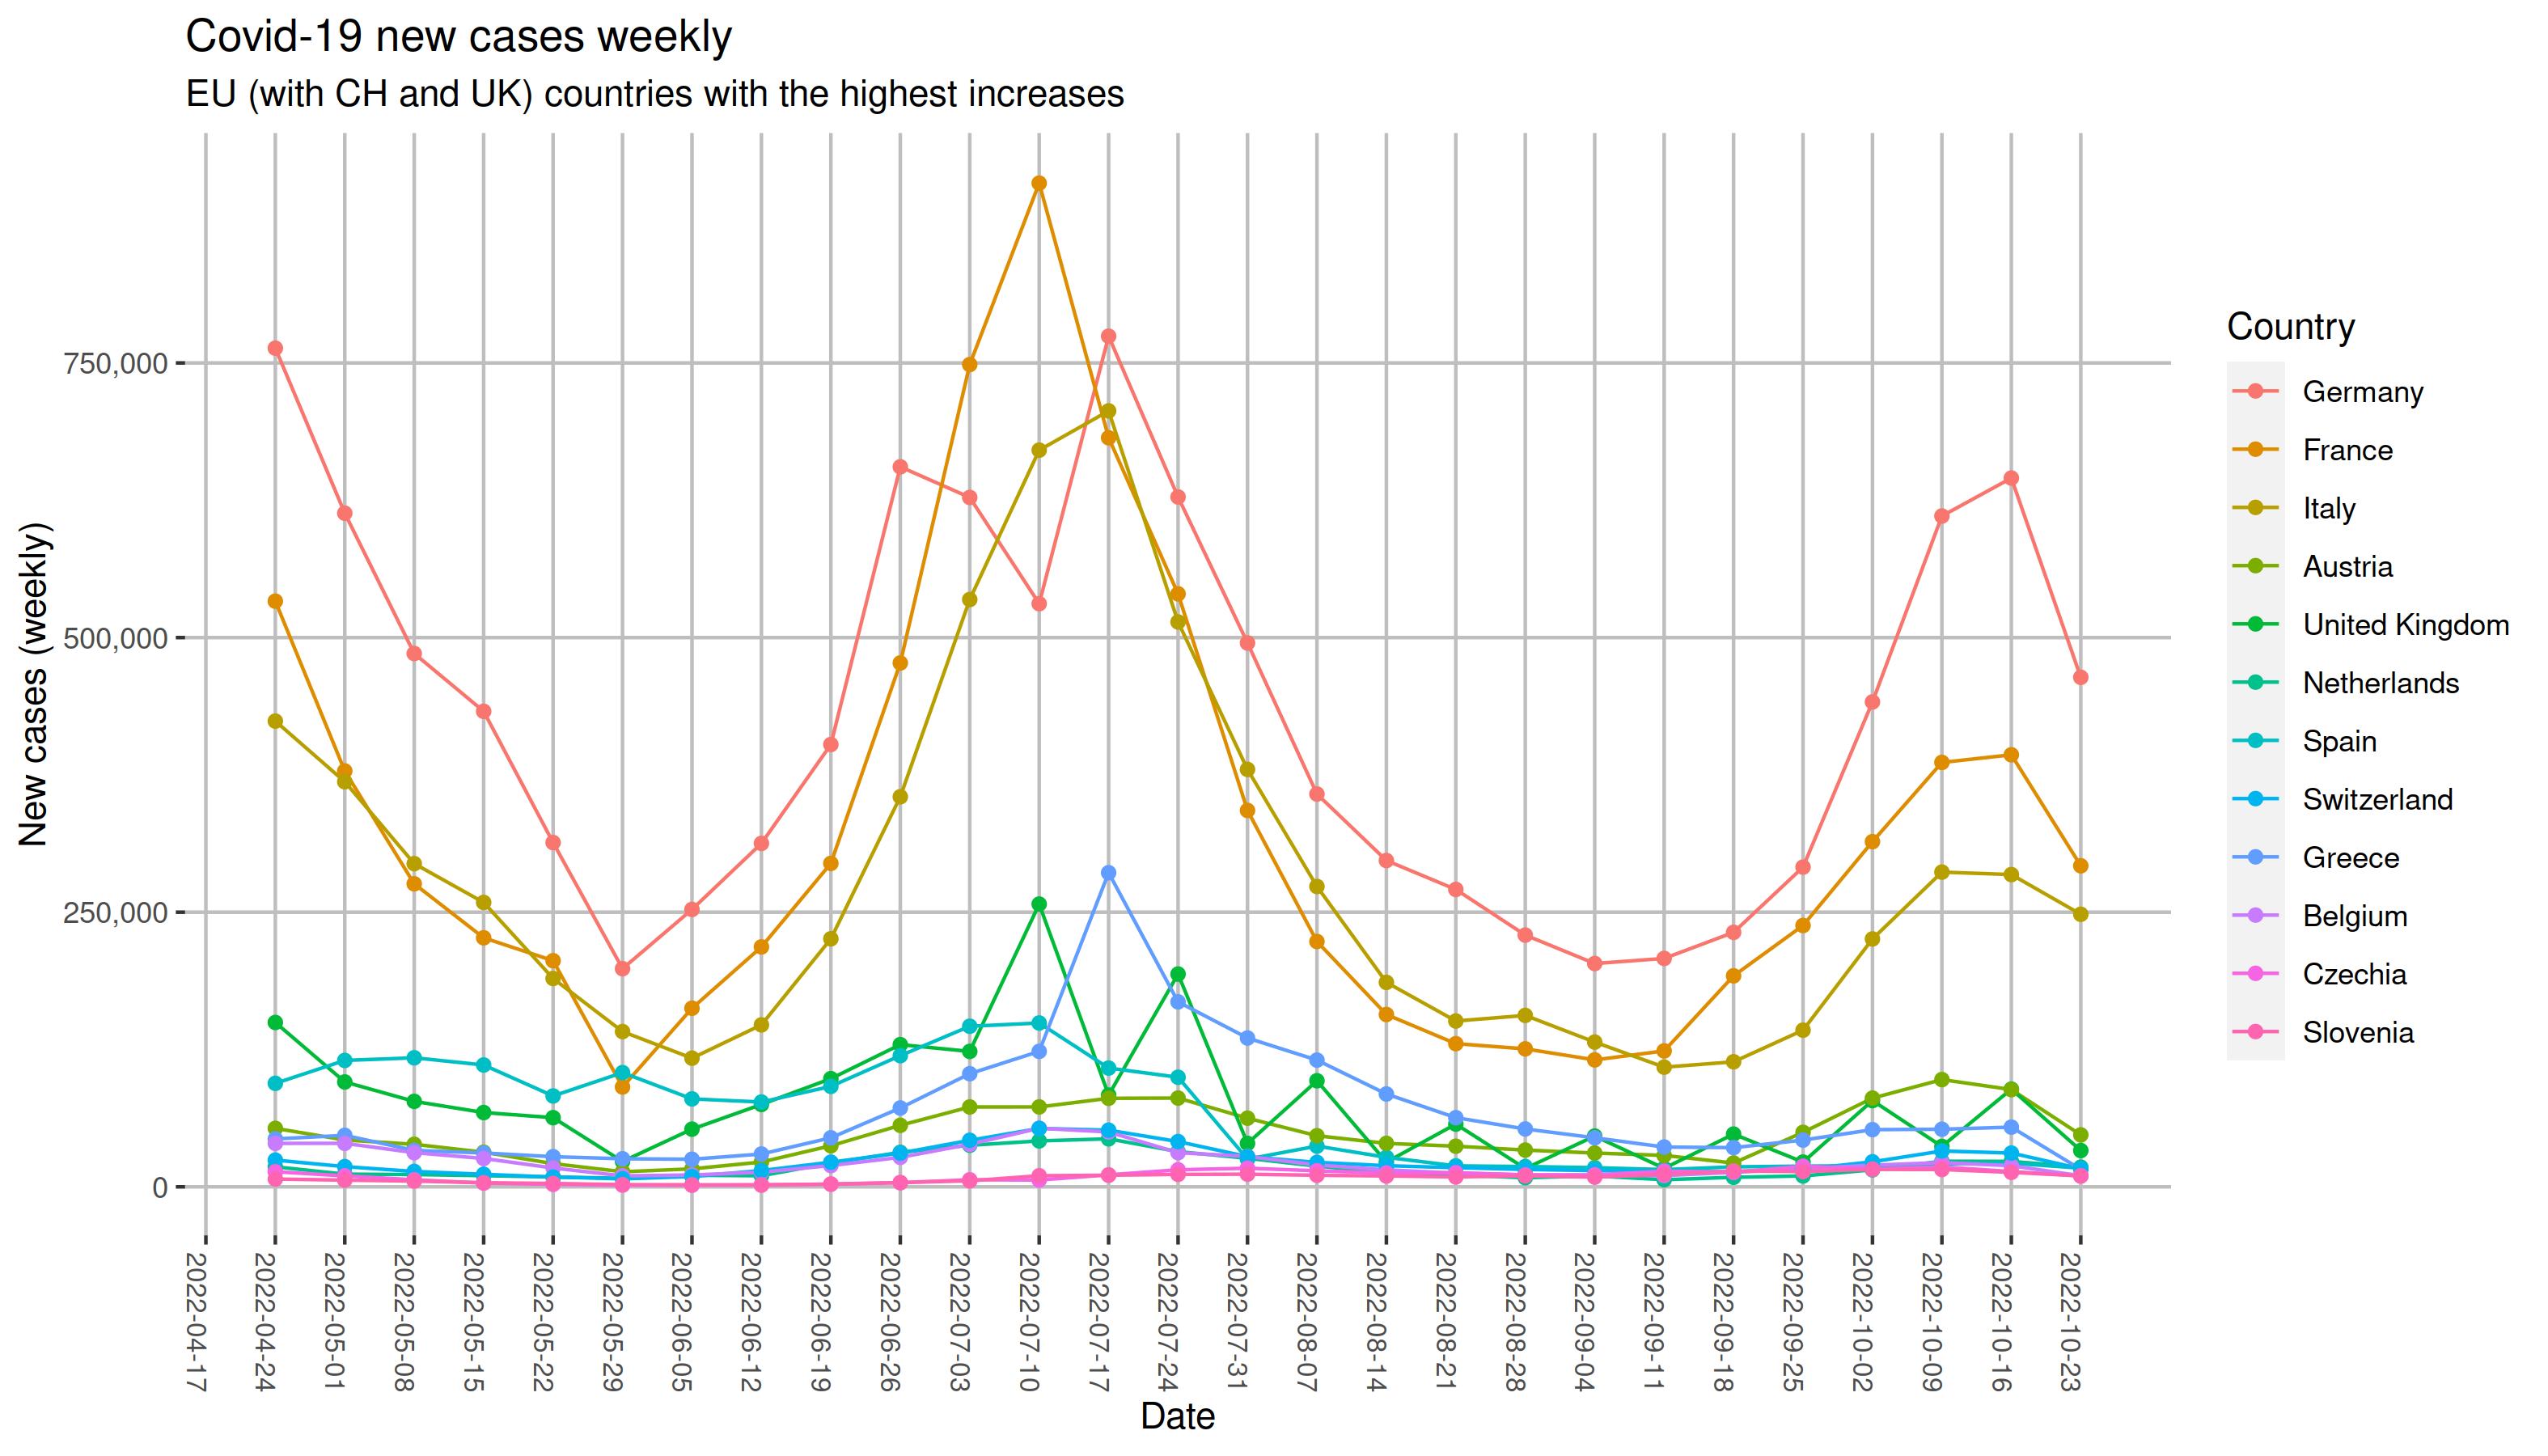 Covid-19 new cases weekly
EU (with CH and UK) countries with the highest increases
New cases (weekly)
750,000
500,000
250,000
0
2022-04-17
2022-04-24
2022-05-01
2022-05-08
2022-05-15
2022-05-22
2022-05-29
2022-06-05
2022-06-12
2022-06-19
2022-06-26
2022-07-03
2022-07-10
2022-07-17
2022-07-24
2022-07-31
2022-08-07
2022-08-14
2022-08-21
2022-08-28
2022-09-04
2022-09-11
2022-09-18
2022-09-25
2022-10-02
2022-10-09
2022-10-16
2022-10-23
Date
Country
Germany
France
Italy
Austria
United Kingdom
Netherlands
Spain
Switzerland
Greece
Belgium
Czechia
Slovenia